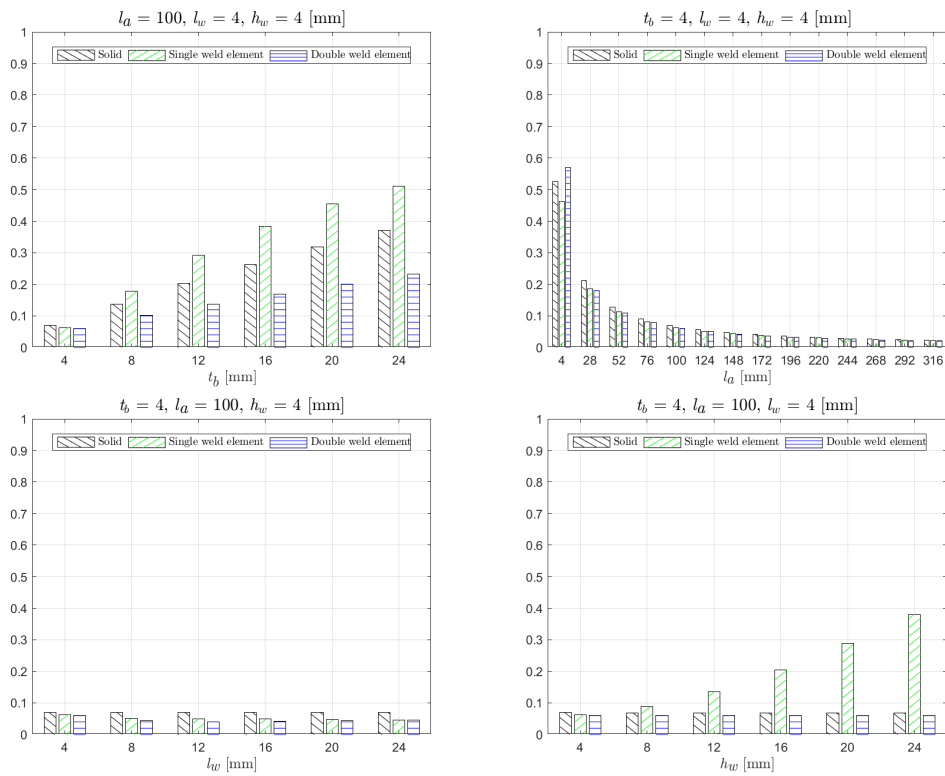 l_a = 100, l_w = 4, h_w = 4 [mm]
1
Solid Single weld element Double weld element
0.9
0.8
0.7
0.6
0.5
0.4
0.3
0.2
0.1
0
4 8 12 16 20 24
t_b [mm]
t_b = 4, l_w = 4, h_w = 4 [mm]
1
Solid Single weld element Double weld element
0.9
0.8
0.7
0.6
0.5
0.4
0.3
0.2
0.1
0
4 28 52 76 100 124 148 172 196 220 244 268 292 316
l_a [mm]
t_b = 4, l_a = 100, h_w = 4 [mm]
1
Solid Single weld element Double weld element
0.9
0.8
0.7
0.6
0.5
0.4
0.3
0.2
0.1
0
4 8 12 16 20 24
l_w [mm]
t_b = 4, l_a = 100, l_w = 4 [mm]
1
Solid Single weld element Double weld element
0.9
0.8
0.7
0.6
0.5
0.4
0.3
0.2
0.1
0
4 8 12 16 20 24
h_w [mm]